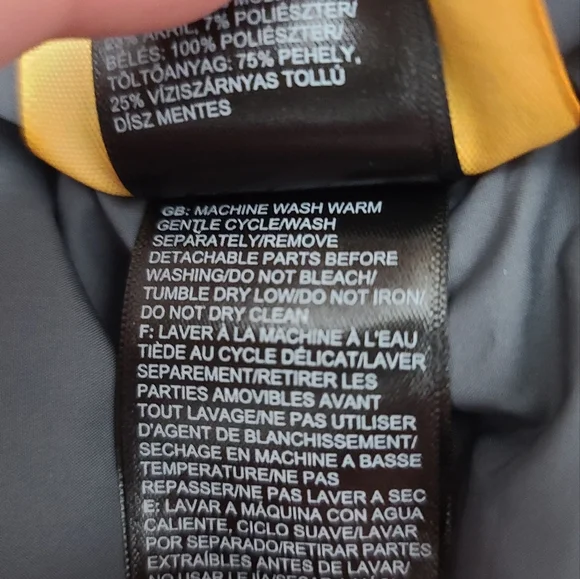 AKRIL, 7% POLIÉSZTER/
BÉLÉS: 100% POLIÉSZTER/
TÖLTŐANYAG: 75% PEHELY,
25% VÍZISZÁRNYAS TOLLÚ
DÍSZ MENTES
GB: MACHINE WASH WARM
GENTLE CYCLE/WASH
SEPARATELY/REMOVE
DETACHABLE PARTS BEFORE
WASHING/DO NOT BLEACH/
TUMBLE DRY LOW/DO NOT IRON/
DO NOT DRY CLEAN
F: LAVER À LA MACHINE À L'EAU
TIÈDE AU CYCLE DÉLICAT/LAVER
SEPAREMENT/RETIRER LES
PARTIES AMOVIBLES AVANT
TOUT LAVAGE/NE PAS UTILISER
D'AGENT DE BLANCHISSEMENT/
SECHAGE EN MACHINE A BASSE
TEMPERATURE/NE PAS
REPASSER/NE PAS LAVER A SEC
E: LAVAR A MÁQUINA CON AGUA
CALIENTE, CICLO SUAVE/LAVAR
POR SEPARADO/RETIRAR PARTES
EXTRAÍBLES ANTES DE LAVAR/
NO USAR LEJÍA/